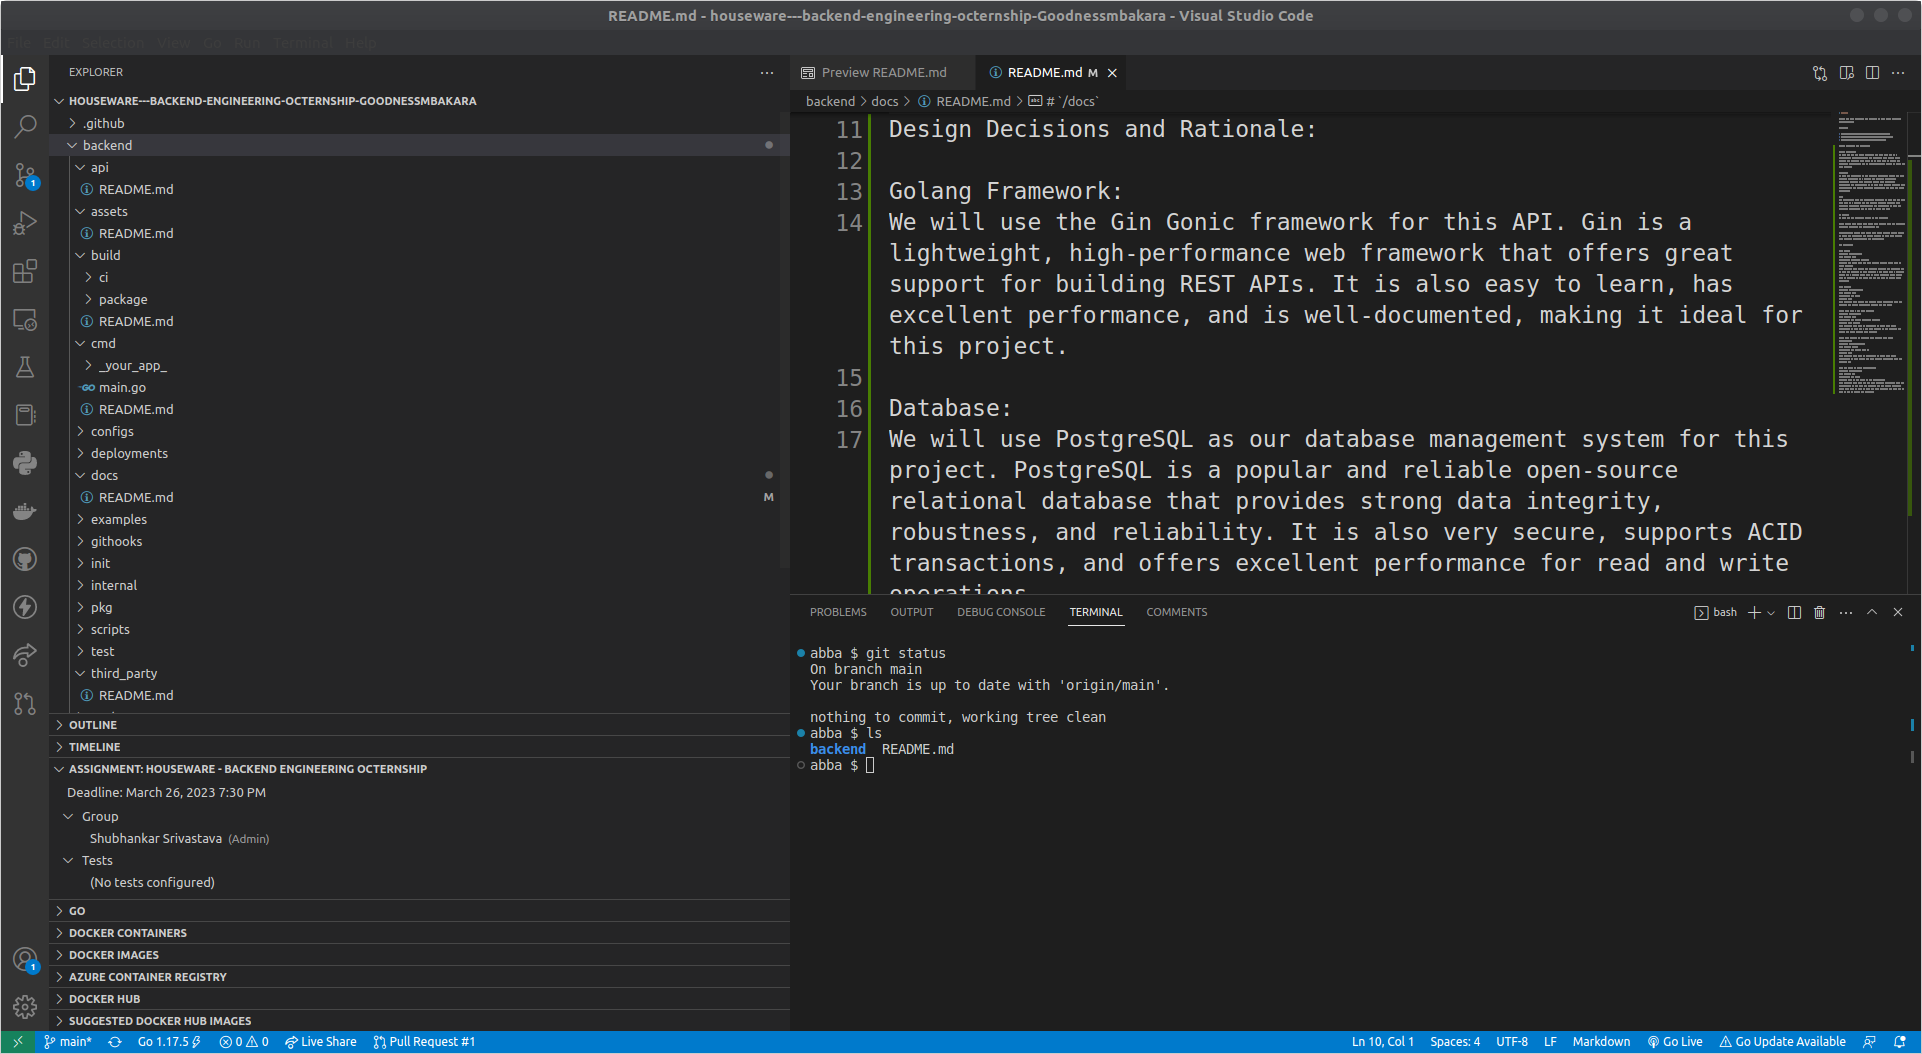 README.md - houseware---backend-engineering-octernship-Goodnessmbakara - Visual Studio Code
File Edit Selection View Go Run Terminal Help
EXPLORER
HOUSEWARE---BACKEND-ENGINEERING-OCTERNSHIP-GOODNESSMBAKARA
.github
backend
api
README.md
assets
README.md
build
ci
package
README.md
cmd
_your_app_
GO main.go
README.md
configs
deployments
docs
README.md M
examples
githooks
init
internal
pkg
scripts
test
third_party
README.md
OUTLINE
TIMELINE
ASSIGNMENT: HOUSEWARE - BACKEND ENGINEERING OCTERNSHIP
Deadline: March 26, 2023 7:30 PM
Group
Shubhankar Srivastava (Admin)
Tests
(No tests configured)
GO
DOCKER CONTAINERS
DOCKER IMAGES
AZURE CONTAINER REGISTRY
DOCKER HUB
SUGGESTED DOCKER HUB IMAGES
1
1
Preview README.md
README.md M
backend > docs > README.md > # `/docs`
11 Design Decisions and Rationale:
12
13 Golang Framework:
14 We will use the Gin Gonic framework for this API. Gin is a
lightweight, high-performance web framework that offers great
support for building REST APIs. It is also easy to learn, has
excellent performance, and is well-documented, making it ideal for
this project.
15
16 Database:
17 We will use PostgreSQL as our database management system for this
project. PostgreSQL is a popular and reliable open-source
relational database that provides strong data integrity,
robustness, and reliability. It is also very secure, supports ACID
transactions, and offers excellent performance for read and write
operations
PROBLEMS OUTPUT DEBUG CONSOLE TERMINAL COMMENTS
bash
abba $ git status
On branch main
Your branch is up to date with 'origin/main'.
nothing to commit, working tree clean
abba $ ls
backend README.md
abba $
main* Go 1.17.5 0 0 Live Share Pull Request #1
Ln 10, Col 1 Spaces: 4 UTF-8 LF Markdown Go Live Go Update Available